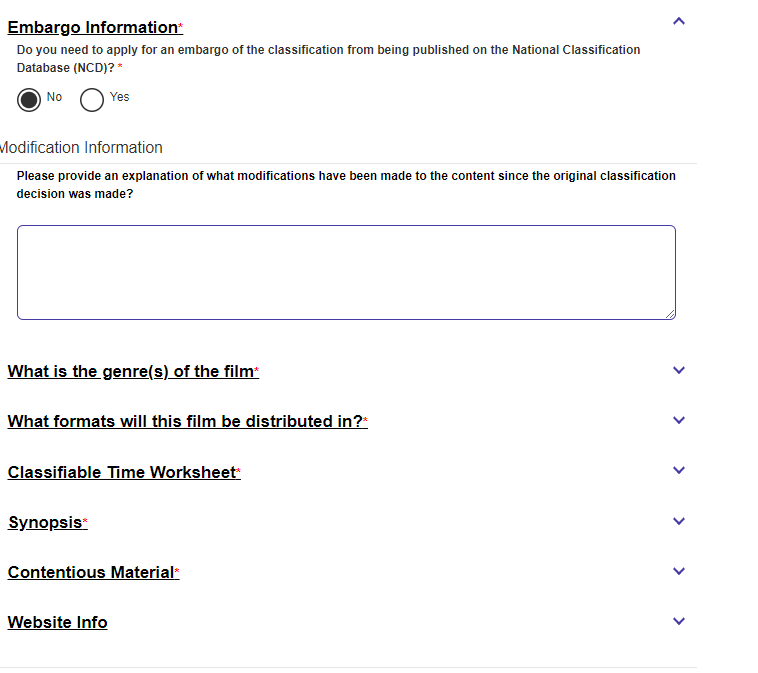 Embargo Information*
Do you need to apply for an embargo of the classification from being published on the National Classification
Database (NCD)? *
No Yes
Modification Information
Please provide an explanation of what modifications have been made to the content since the original classification
decision was made?
What is the genre(s) of the film*
What formats will this film be distributed in?*
Classifiable Time Worksheet*
Synopsis*
Contentious Material*
Website Info